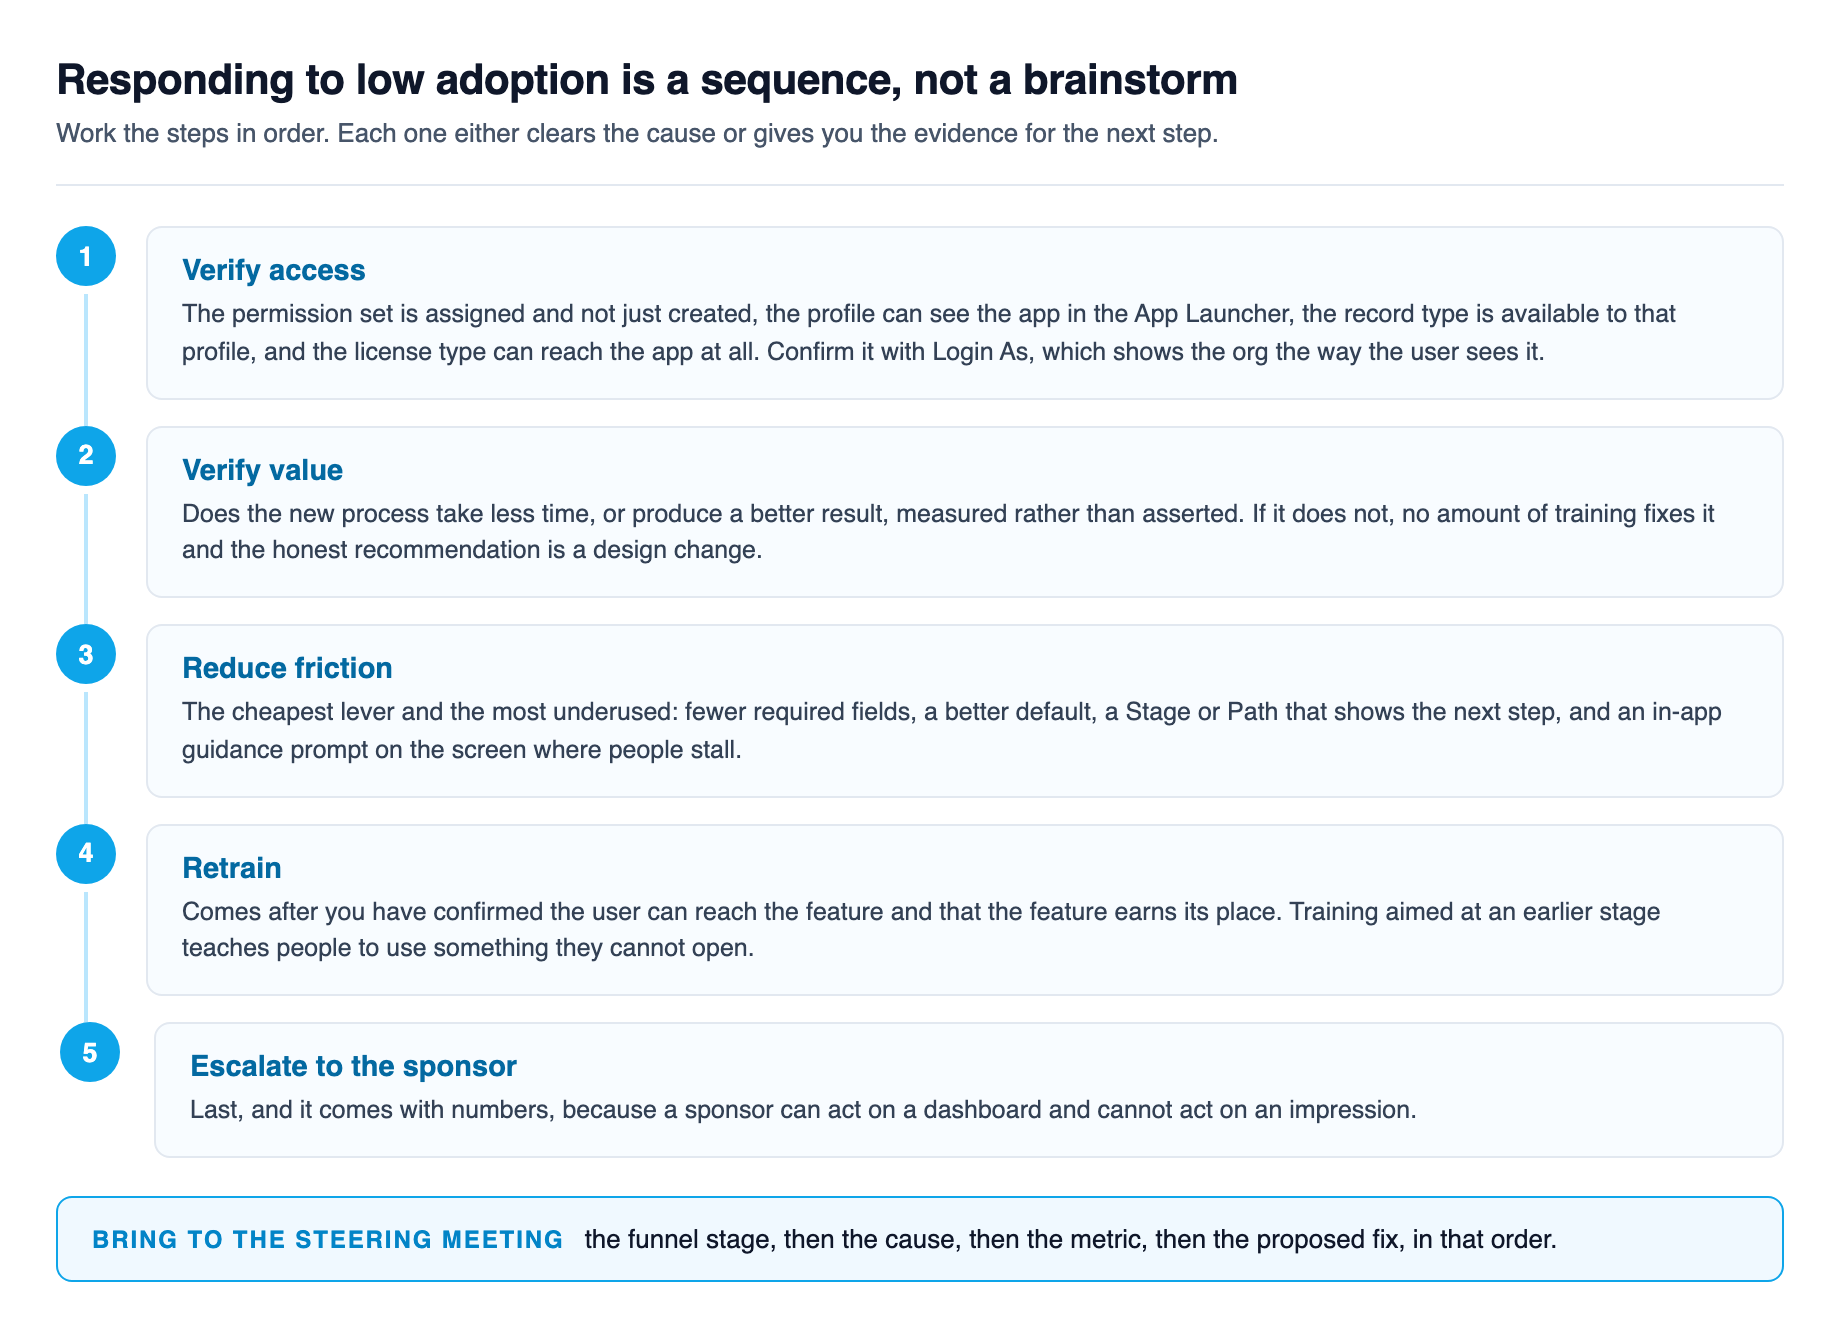 Responding to low adoption is a sequence, not a brainstorm
Work the steps in order. Each one either clears the cause or gives you the evidence for the next step.
1
Verify access
The permission set is assigned and not just created, the profile can see the app in the App Launcher, the record type is available to that
profile, and the license type can reach the app at all. Confirm it with Login As, which shows the org the way the user sees it.
2
Verify value
Does the new process take less time, or produce a better result, measured rather than asserted. If it does not, no amount of training fixes it
and the honest recommendation is a design change.
3
Reduce friction
The cheapest lever and the most underused: fewer required fields, a better default, a Stage or Path that shows the next step, and an in-app
guidance prompt on the screen where people stall.
4
Retrain
Comes after you have confirmed the user can reach the feature and that the feature earns its place. Training aimed at an earlier stage
teaches people to use something they cannot open.
5
Escalate to the sponsor
Last, and it comes with numbers, because a sponsor can act on a dashboard and cannot act on an impression.
BRING TO THE STEERING MEETING the funnel stage, then the cause, then the metric, then the proposed fix, in that order.